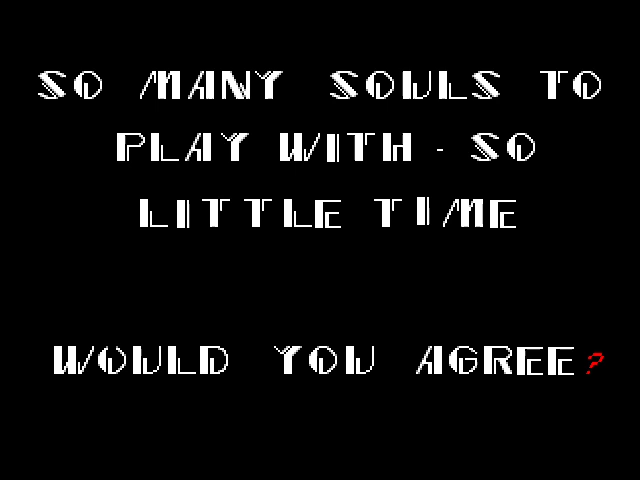 SO MANY SOULS TO
PLAY WITH - SO
LITTLE TIME
WOULD YOU AGREE?